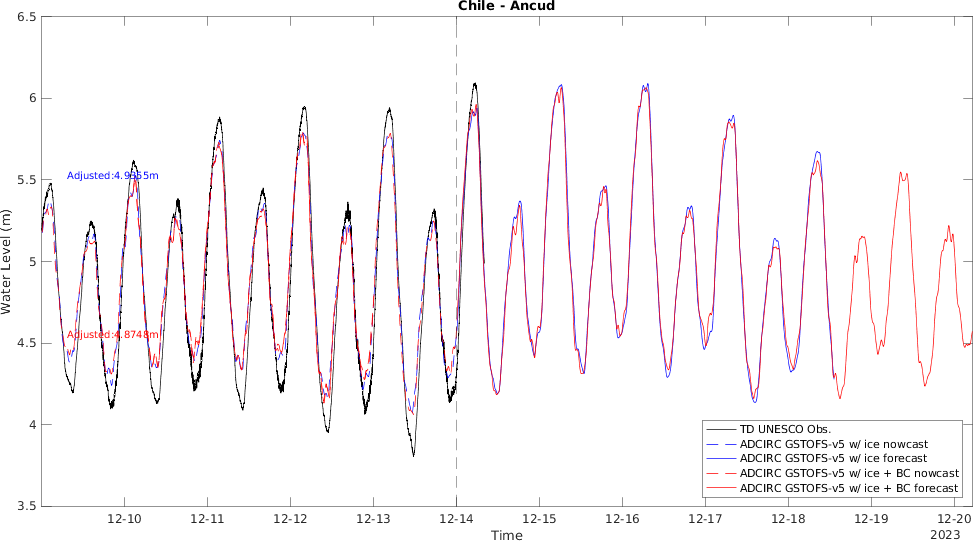 Chile - Ancud
6.5
6
5.5
5
4.5
4
3.5
Water Level (m)
Adjusted:4.9355m
Adjusted:4.8748m
TD UNESCO Obs.
ADCIRC GSTOFS-v5 w/ ice nowcast
ADCIRC GSTOFS-v5 w/ ice forecast
ADCIRC GSTOFS-v5 w/ ice + BC nowcast
ADCIRC GSTOFS-v5 w/ ice + BC forecast
12-10 12-11 12-12 12-13 12-14 12-15 12-16 12-17 12-18 12-19 12-20
Time 2023